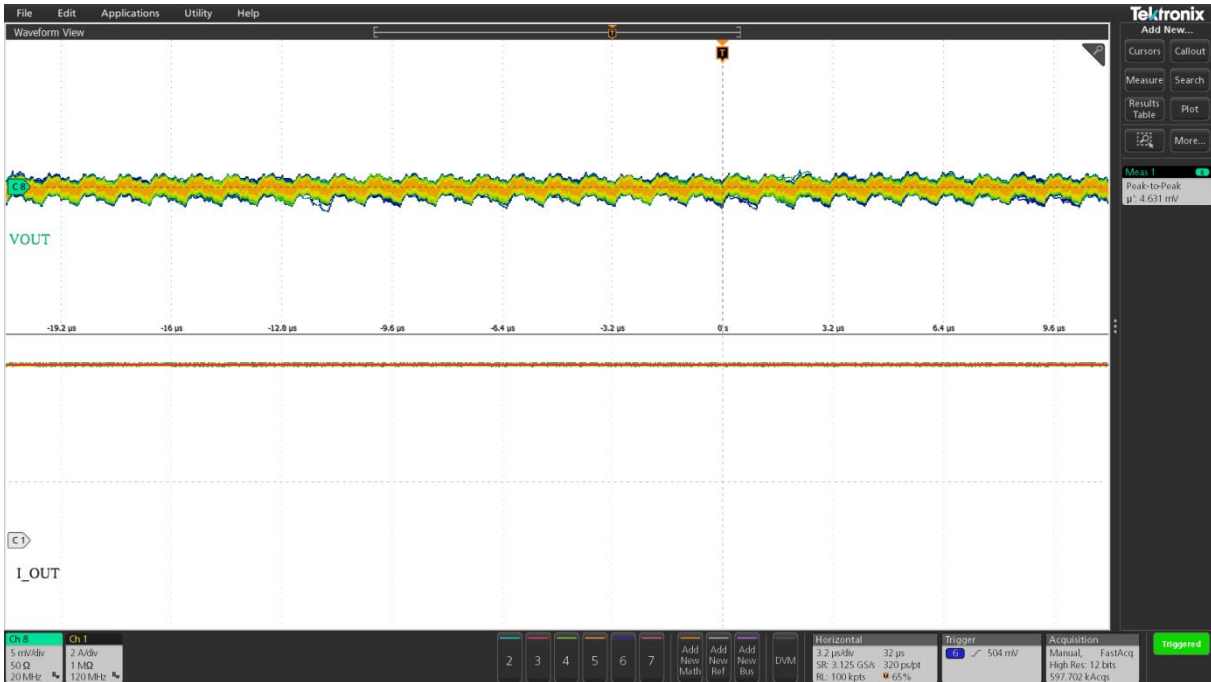 File Edit Applications Utility Help
Tektronix
Waveform View
Add New...
T
T
Cursors Callout
Measure Search
Results Table Plot
More...
C 8
Meas 1 8
Peak-to-Peak
µ': 4.631 mV
VOUT
-19.2 µs -16 µs -12.8 µs -9.6 µs -6.4 µs -3.2 µs 0 s 3.2 µs 6.4 µs 9.6 µs
C 1
I_OUT
Ch 8
5 mV/div
50 Ω
20 MHz Bw
Ch 1
2 A/div
1 MΩ
120 MHz Bw
2 3 4 5 6 7
Add New Math
Add New Ref
Add New Bus
DVM
Horizontal
3.2 µs/div 32 µs
SR: 3.125 GS/s 320 ps/pt
RL: 100 kpts 65%
Trigger
6 504 mV
Acquisition
Manual, FastAcq
High Res: 12 bits
597.702 kAcqs
Triggered